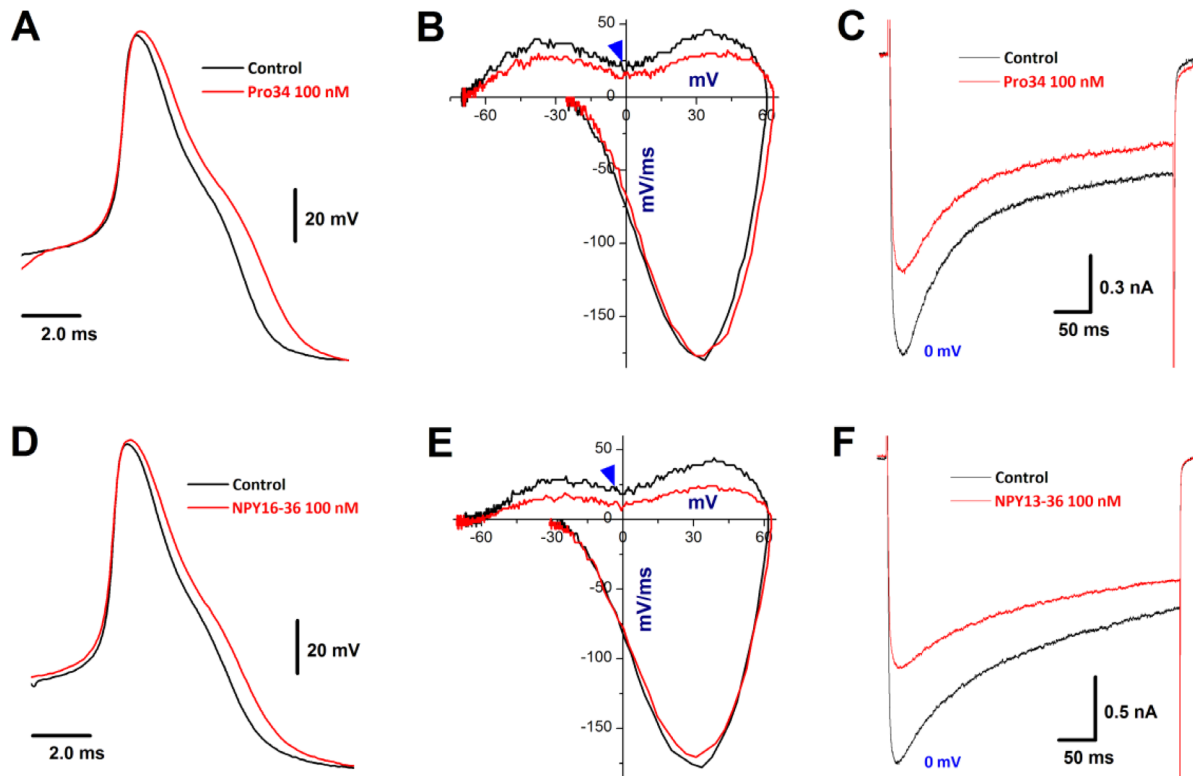 A
Control
Pro34 100 nM
20 mV
2.0 ms
B
50
mV
-60
-30
0
30
60
-50
-100
-150
mV/ms
C
Control
Pro34 100 nM
0.3 nA
50 ms
0 mV
D
Control
NPY16-36 100 nM
20 mV
2.0 ms
E
50
mV
0
-60
-30
0
30
60
-50
-100
-150
mV/ms
F
Control
NPY13-36 100 nM
0.5 nA
50 ms
0 mV